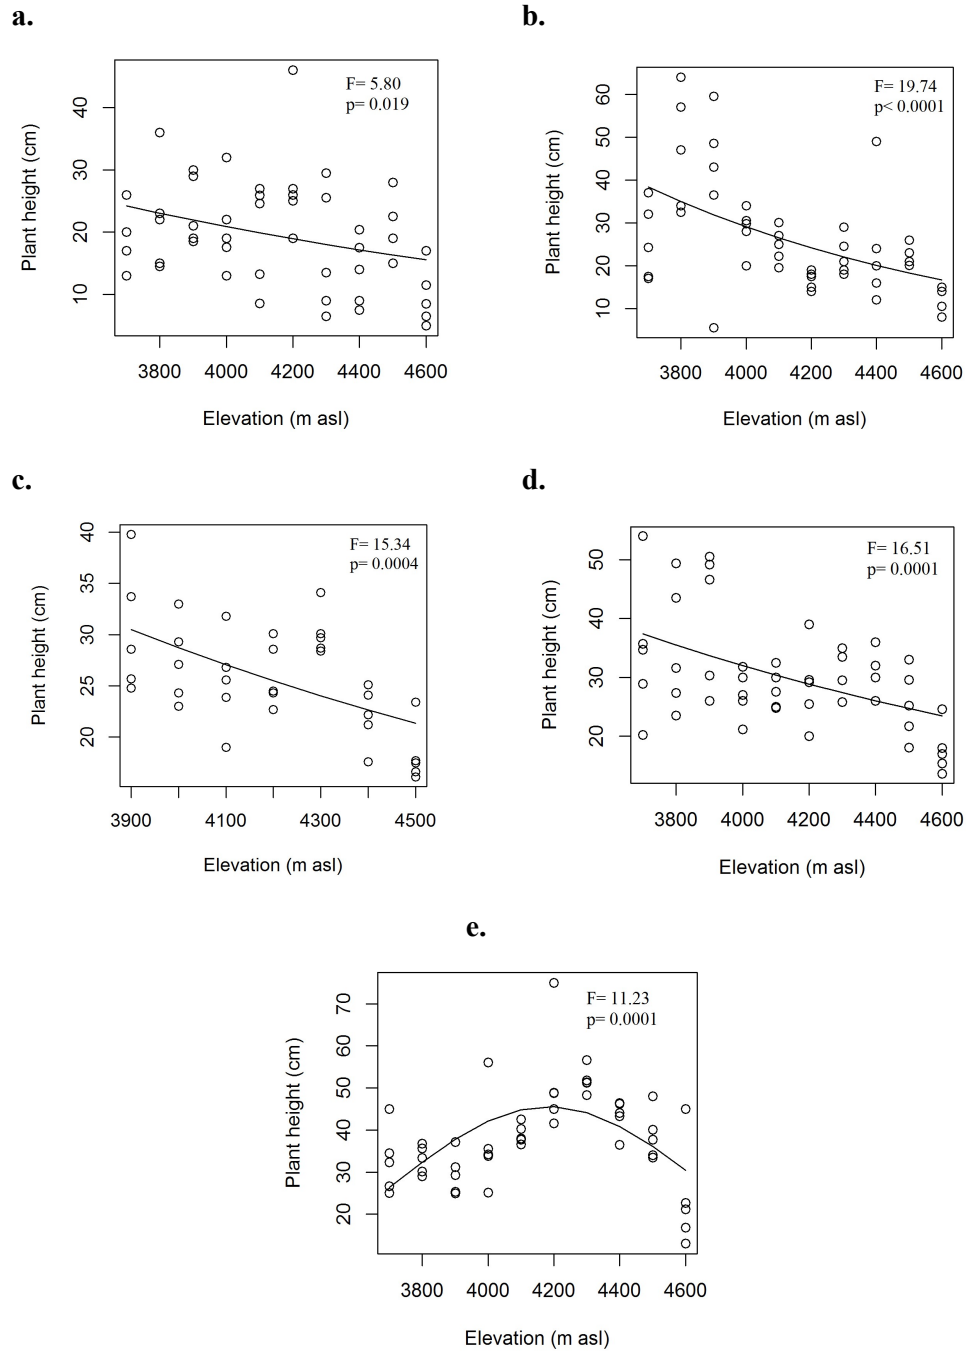 a.
F= 5.80
p= 0.019
Plant height (cm)
40
30
20
10
3800 4000 4200 4400 4600
Elevation (m asl)
b.
F= 19.74
p< 0.0001
Plant height (cm)
60
50
40
30
20
10
3800 4000 4200 4400 4600
Elevation (m asl)
c.
F= 15.34
p= 0.0004
Plant height (cm)
40
35
30
25
20
3900 4100 4300 4500
Elevation (m asl)
d.
F= 16.51
p= 0.0001
Plant height (cm)
50
40
30
20
3800 4000 4200 4400 4600
Elevation (m asl)
e.
F= 11.23
p= 0.0001
Plant height (cm)
70
60
50
40
30
20
3800 4000 4200 4400 4600
Elevation (m asl)